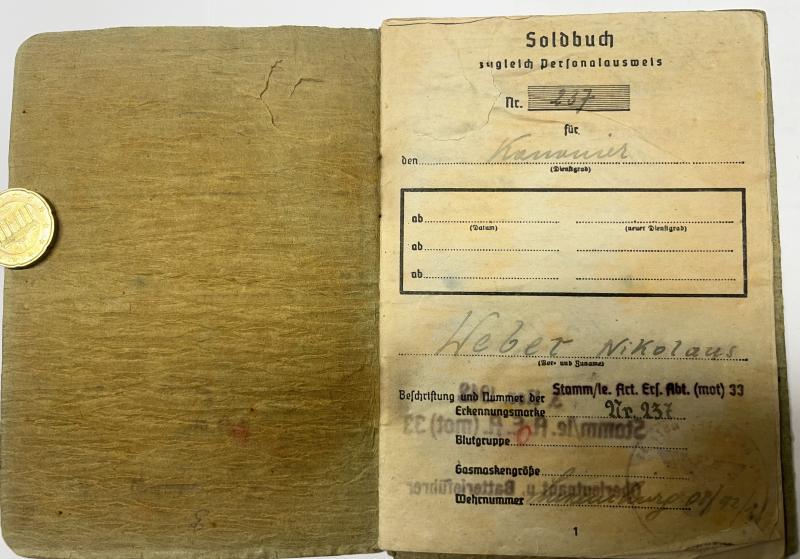 Soldbuch
zugleich Personalausweis
Nr. 237
für
den Kanonier
(Dienstgrad)
ab
(Datum) (neuer Dienstgrad)
ab
ab
Weber Nikolaus
(Vor- und Zuname)
Beschriftung und Nummer der Stamm/le. Art. Ers. Abt. (mot) 33
Erkennungsmarke Nr. 237
Blutgruppe O
Gasmaskengröße
Wehrnummer
1